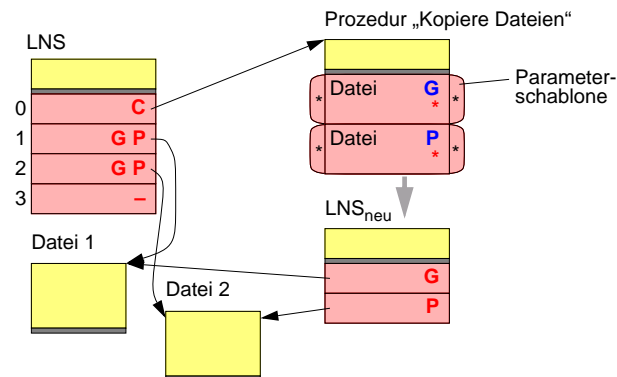 Prozedur „Kopiere Dateien“
LNS
Datei G
* * *
Parameter-
schablone
0 C
1 G P
Datei P
* * *
2 G P
3 –
LNSneu
Datei 1
G
Datei 2
P